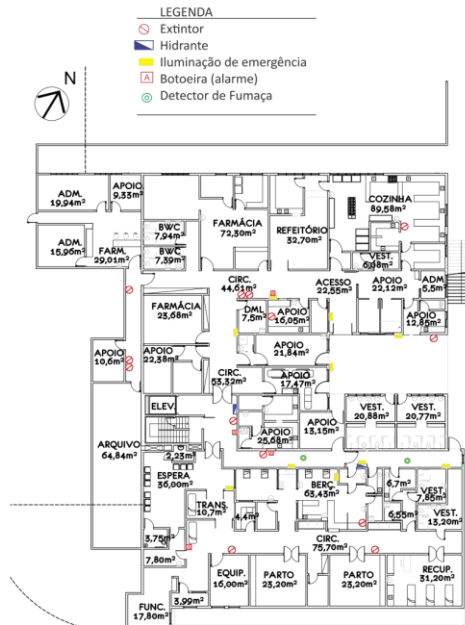 LEGENDA
Extintor
Hidrante
Iluminação de emergência
A Botoeira (alarme)
Detector de Fumaça
N
ADM.
19,94m²
APOIO
9,33m²
BWC
7,94m²
FARMÁCIA
72,30m²
REFEITÓRIO
32,70m²
COZINHA
89,58m²
ADM.
15,96m²
FARM.
29,01m²
BWC
7,39m²
VEST.
6,08m²
CIRC.
44,61m²
ACESSO
22,55m²
APOIO
22,12m²
ADM
5,5m²
FARMÁCIA
23,68m²
DML
7,5m²
APOIO
16,05m²
APOIO
12,85m²
APOIO
10,6m²
APOIO
22,38m²
APOIO
21,84m²
CIRC.
53,32m²
APOIO
17,47m²
ELEV.
VEST.
20,88m²
VEST.
20,77m²
APOIO
25,68m²
APOIO
13,15m²
ARQUIVO
64,84m²
2,23m²
ESPERA
36,00m²
BERÇ.
63,43m²
6,7m²
VEST.
7,85m²
TRANS.
10,7m²
4,4m²
6,55m²
VEST.
13,20m²
3,75m²
CIRC.
75,70m²
7,80m²
EQUIP.
16,00m²
PARTO
23,20m²
PARTO
23,20m²
RECUP.
31,20m²
3,99m²
FUNC.
17,80m²